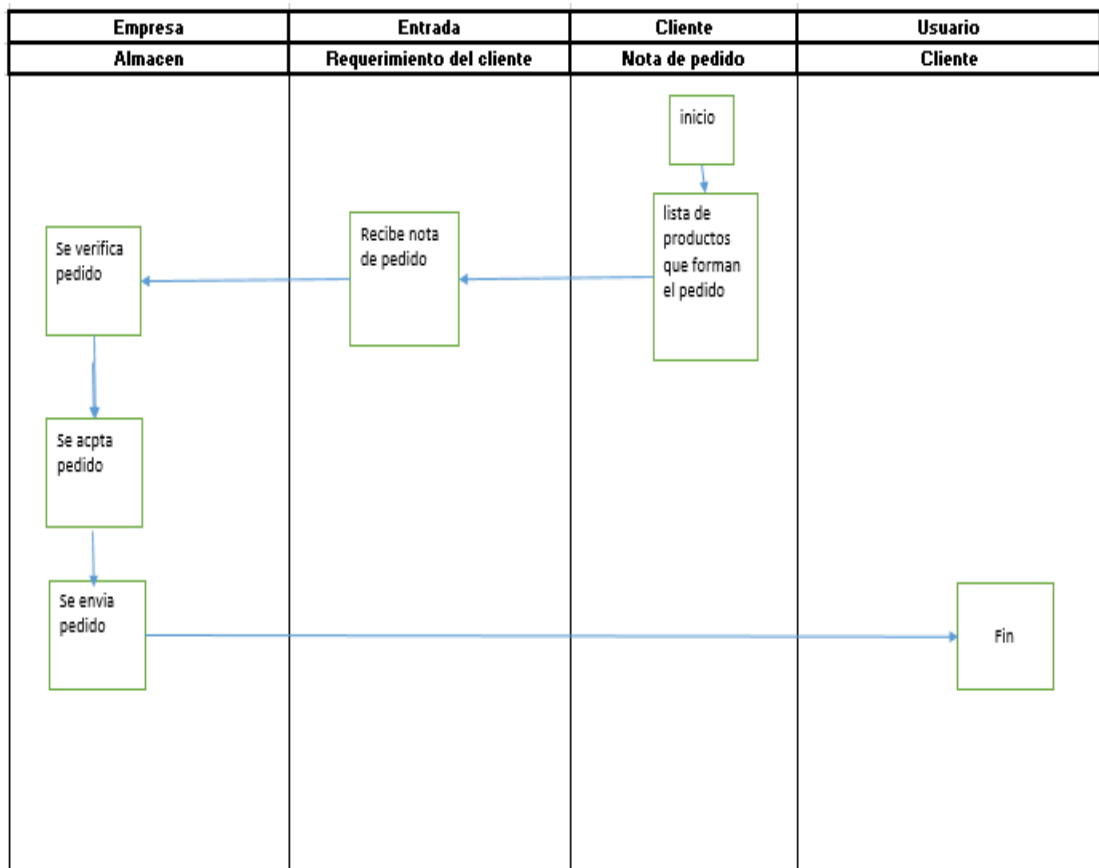 Empresa Entrada Cliente Usuario
Almacen Requerimiento del cliente Nota de pedido Cliente
inicio
lista de
productos
que forman
el pedido
Recibe nota
de pedido
Se verifica
pedido
Se acpta
pedido
Se envia
pedido
Fin